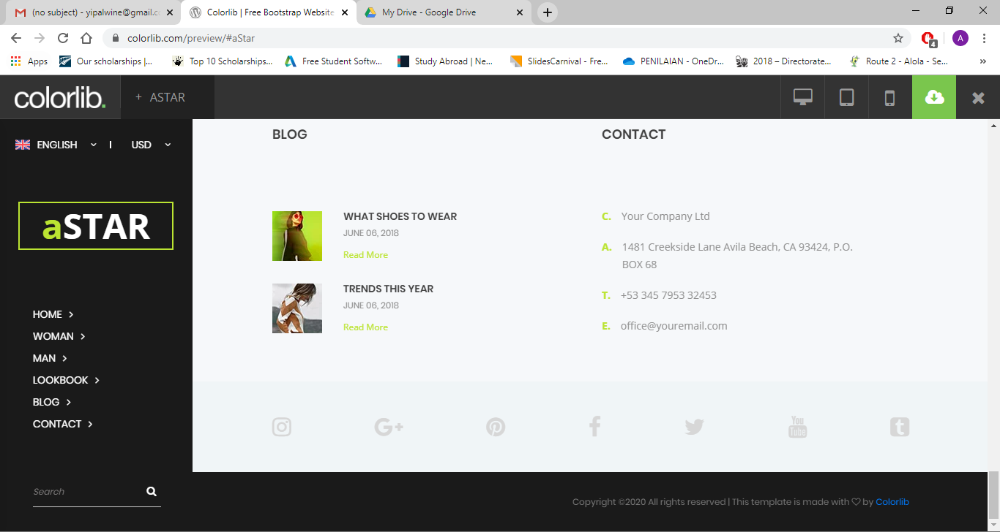 (no subject) - yipalwine@gmail.c
Colorlib | Free Bootstrap Website
My Drive - Google Drive
colorlib.com/preview/#aStar
A
4
Apps
Our scholarships |...
Top 10 Scholarships...
Free Student Softw...
Study Abroad | Ne...
SlidesCarnival - Fre...
PENILAIAN - OneDr...
2018 – Directorate...
Route 2 - Alola - Se...
»
colorlib.
+ ASTAR
ENGLISH
USD
aSTAR
HOME
WOMAN
MAN
LOOKBOOK
BLOG
CONTACT
Search
BLOG
WHAT SHOES TO WEAR
JUNE 06, 2018
Read More
TRENDS THIS YEAR
JUNE 06, 2018
Read More
CONTACT
C. Your Company Ltd
A. 1481 Creekside Lane Avila Beach, CA 93424, P.O.
BOX 68
T. +53 345 7953 32453
E. office@youremail.com
You
Tube
Copyright ©2020 All rights reserved | This template is made with ♡ by Colorlib